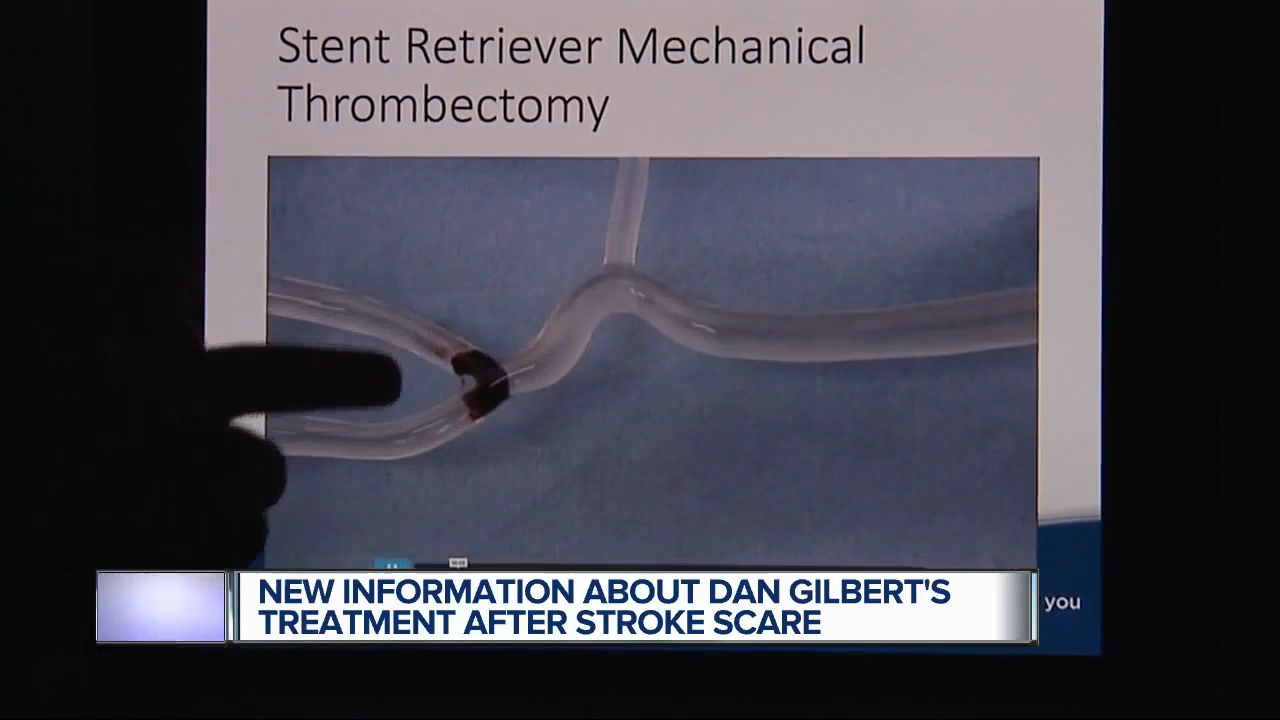 Stent Retriever Mechanical
Thrombectomy
NEW INFORMATION ABOUT DAN GILBERT'S
TREATMENT AFTER STROKE SCARE
you